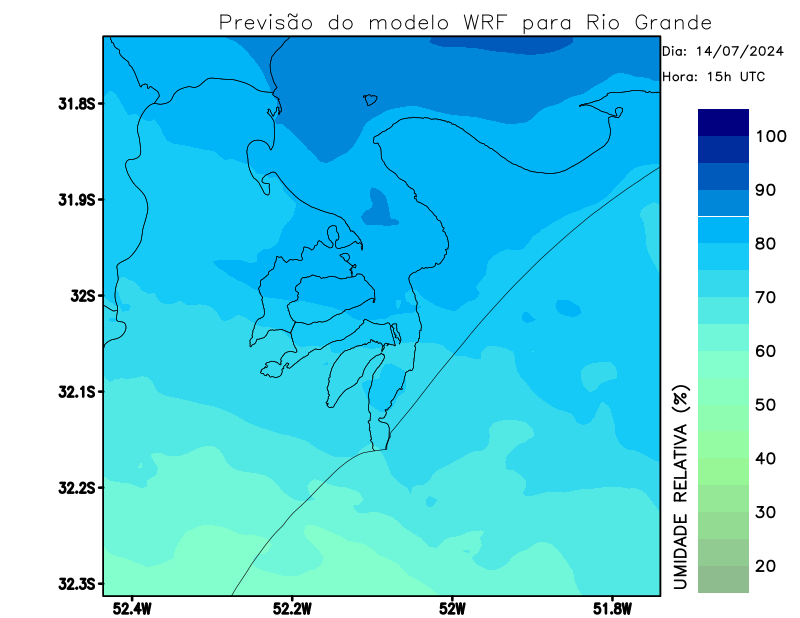 Previsão do modelo WRF para Rio Grande
Dia: 14/07/2024
Hora: 15h UTC
31.8S
31.9S
32S
32.1S
32.2S
32.3S
52.4W
52.2W
52W
51.8W
100
90
80
70
60
50
40
30
20
UMIDADE RELATIVA (%)